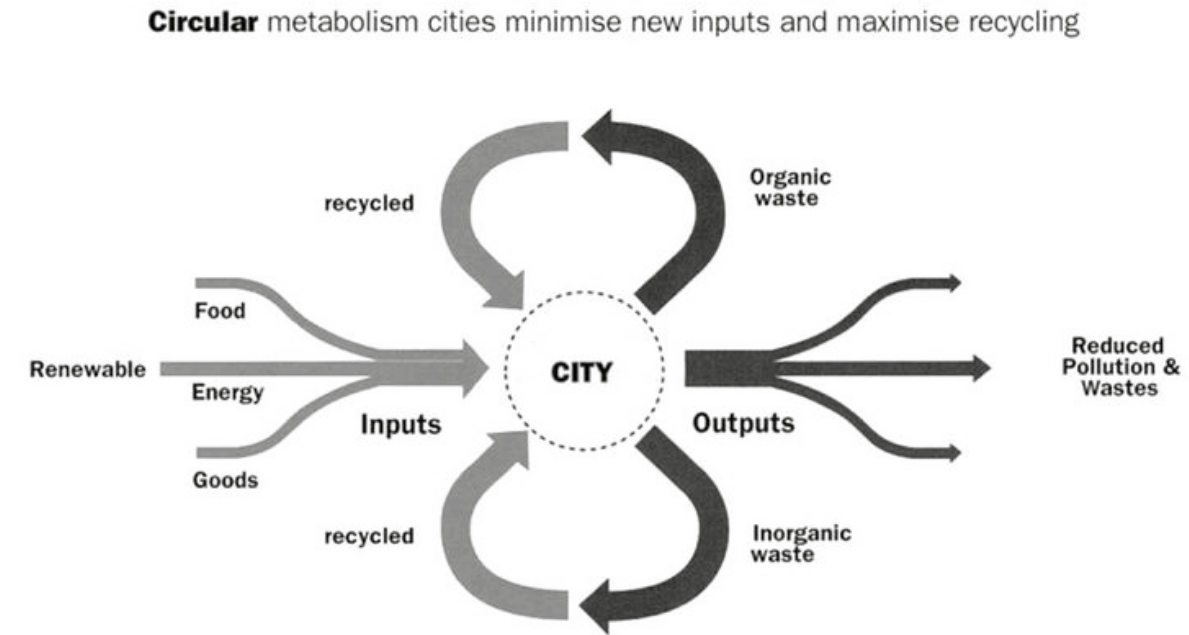 Circular metabolism cities minimise new inputs and maximise recycling
recycled
Organic
waste
Food
Renewable
Energy
Goods
Inputs
CITY
Outputs
Reduced
Pollution &
Wastes
recycled
Inorganic
waste